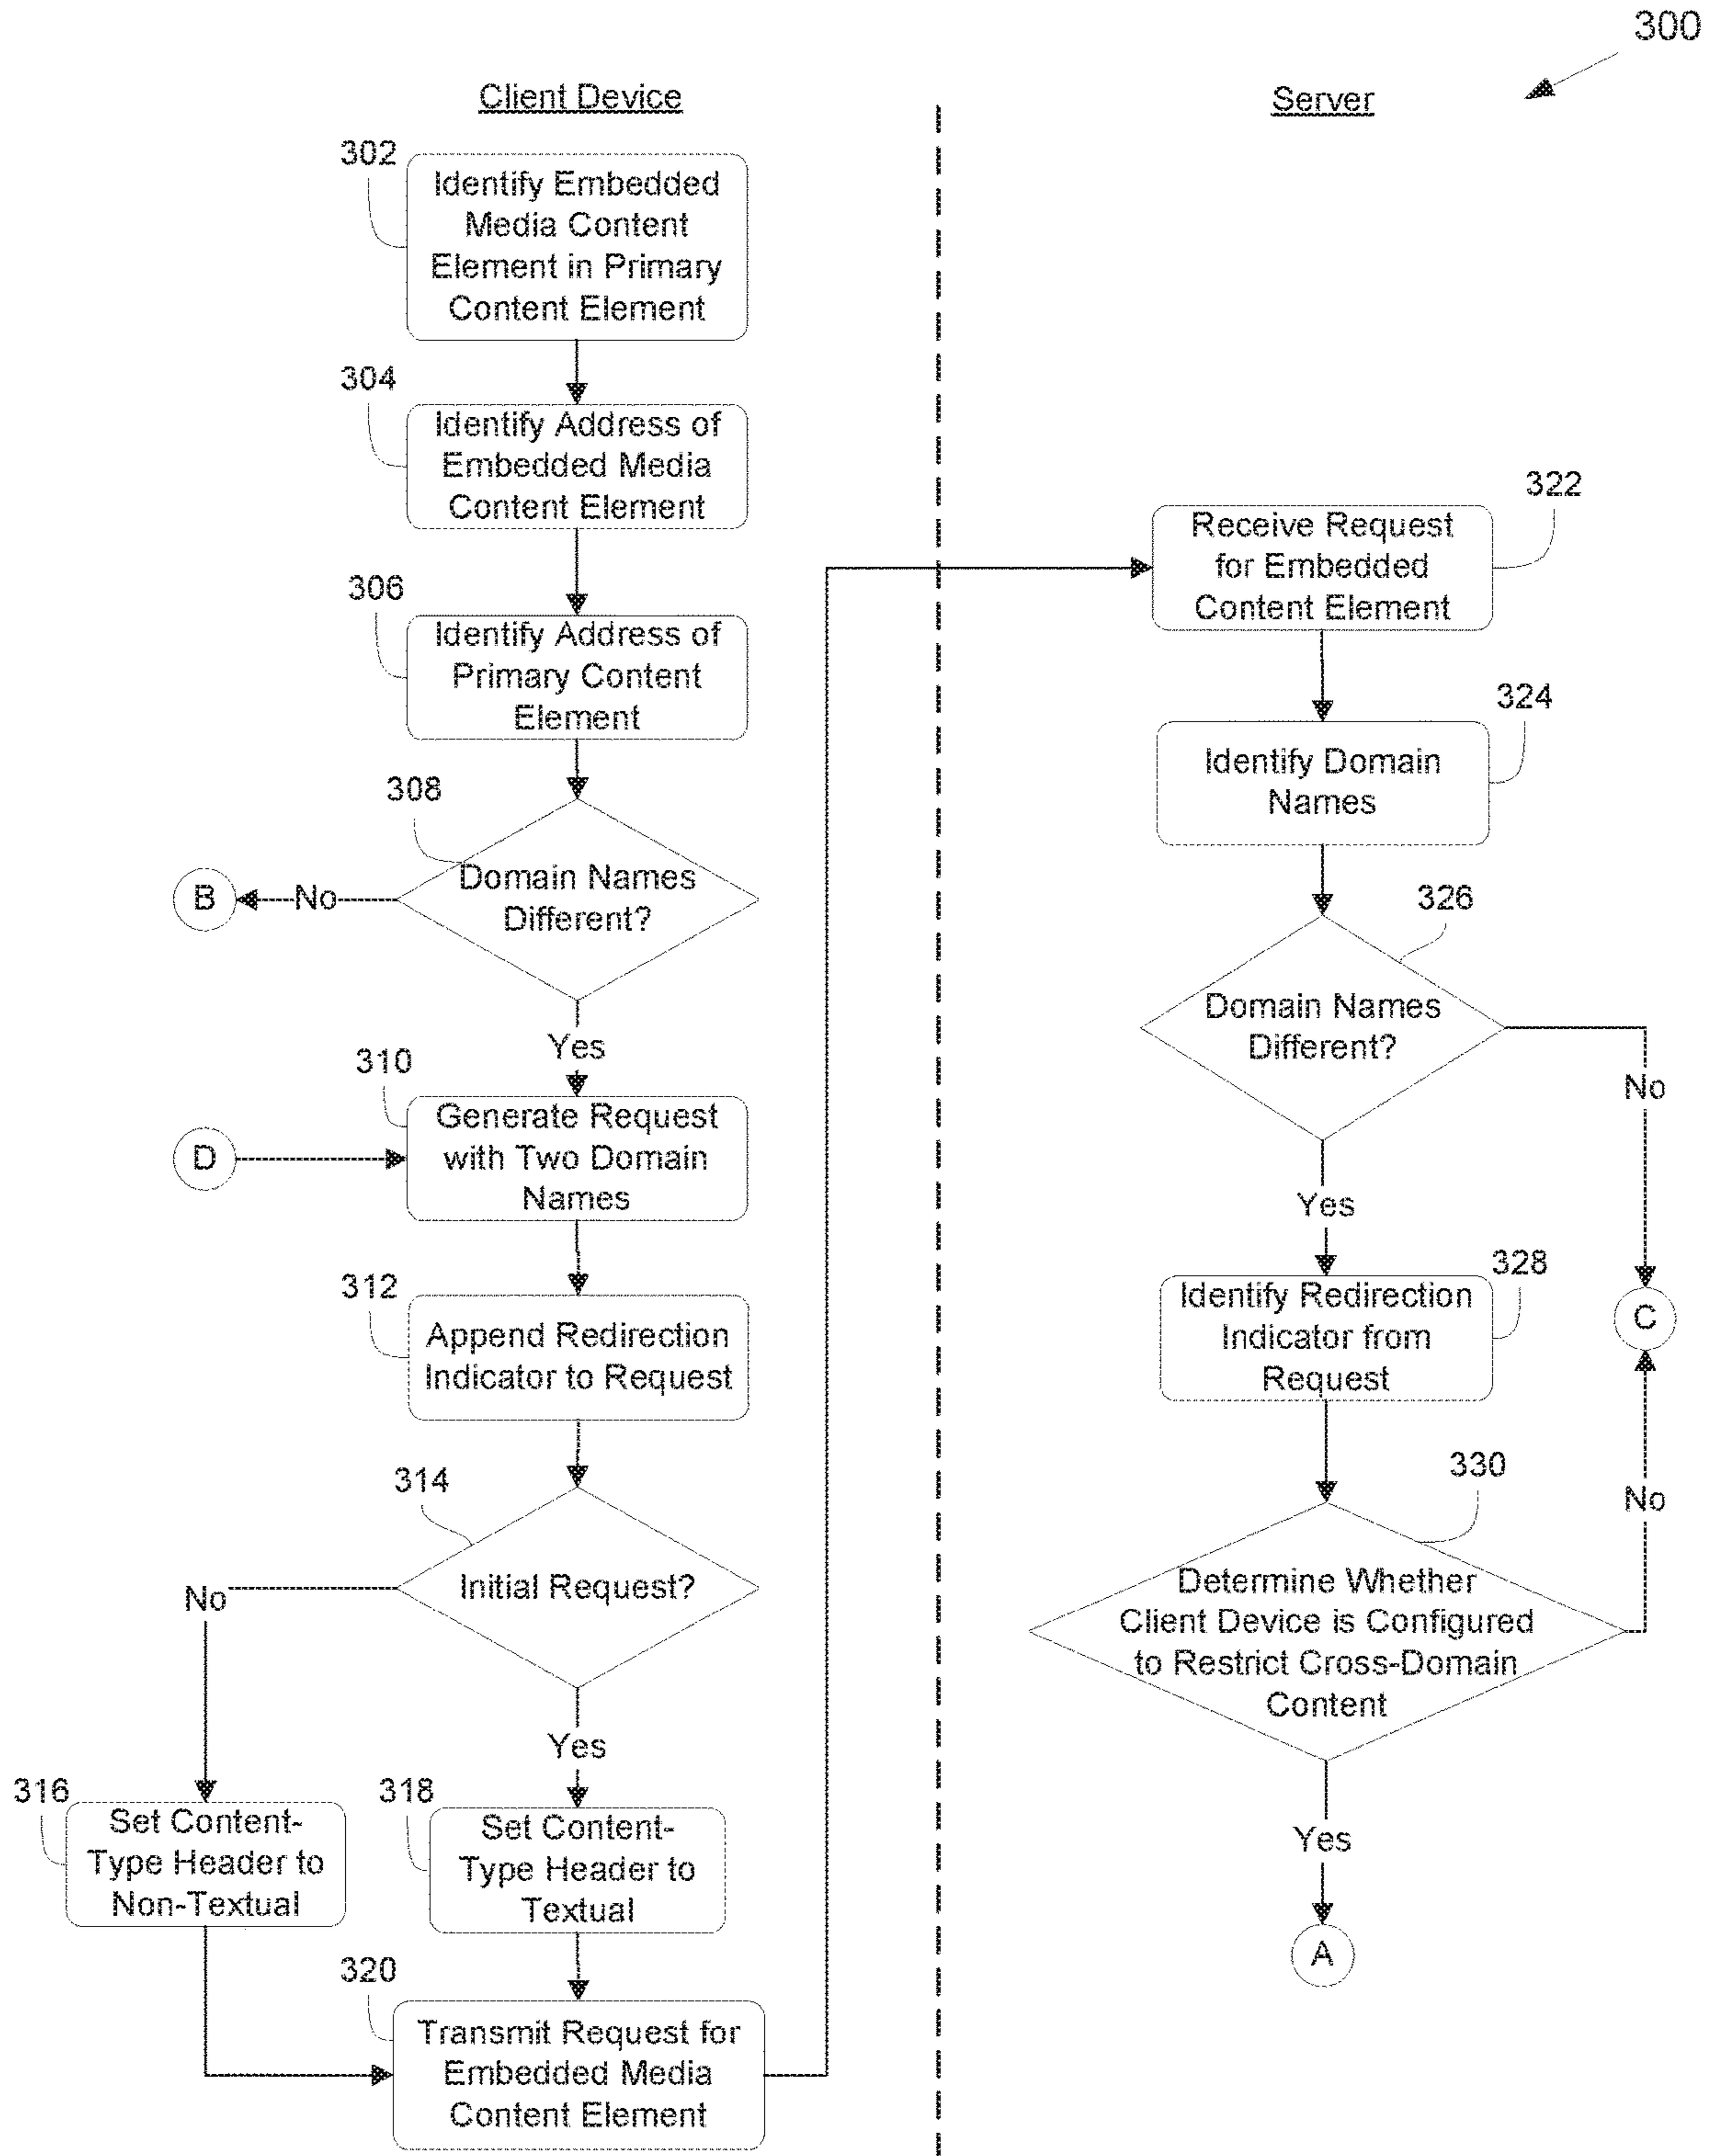 300
Client Device
Server
302
Identify Embedded
Media Content
Element in Primary
Content Element
304
Identify Address of
Embedded Media
Content Element
306
Identify Address of
Primary Content
Element
308
Domain Names
Different?
No
B
Yes
310
Generate Request
with Two Domain
Names
D
312
Append Redirection
Indicator to Request
314
Initial Request?
No
Yes
316
Set Content-
Type Header to
Non-Textual
318
Set Content-
Type Header to
Textual
320
Transmit Request for
Embedded Media
Content Element
322
Receive Request
for Embedded
Content Element
324
Identify Domain
Names
326
Domain Names
Different?
No
Yes
328
Identify Redirection
Indicator from
Request
C
330
Determine Whether
Client Device is Configured
to Restrict Cross-Domain
Content
No
Yes
A